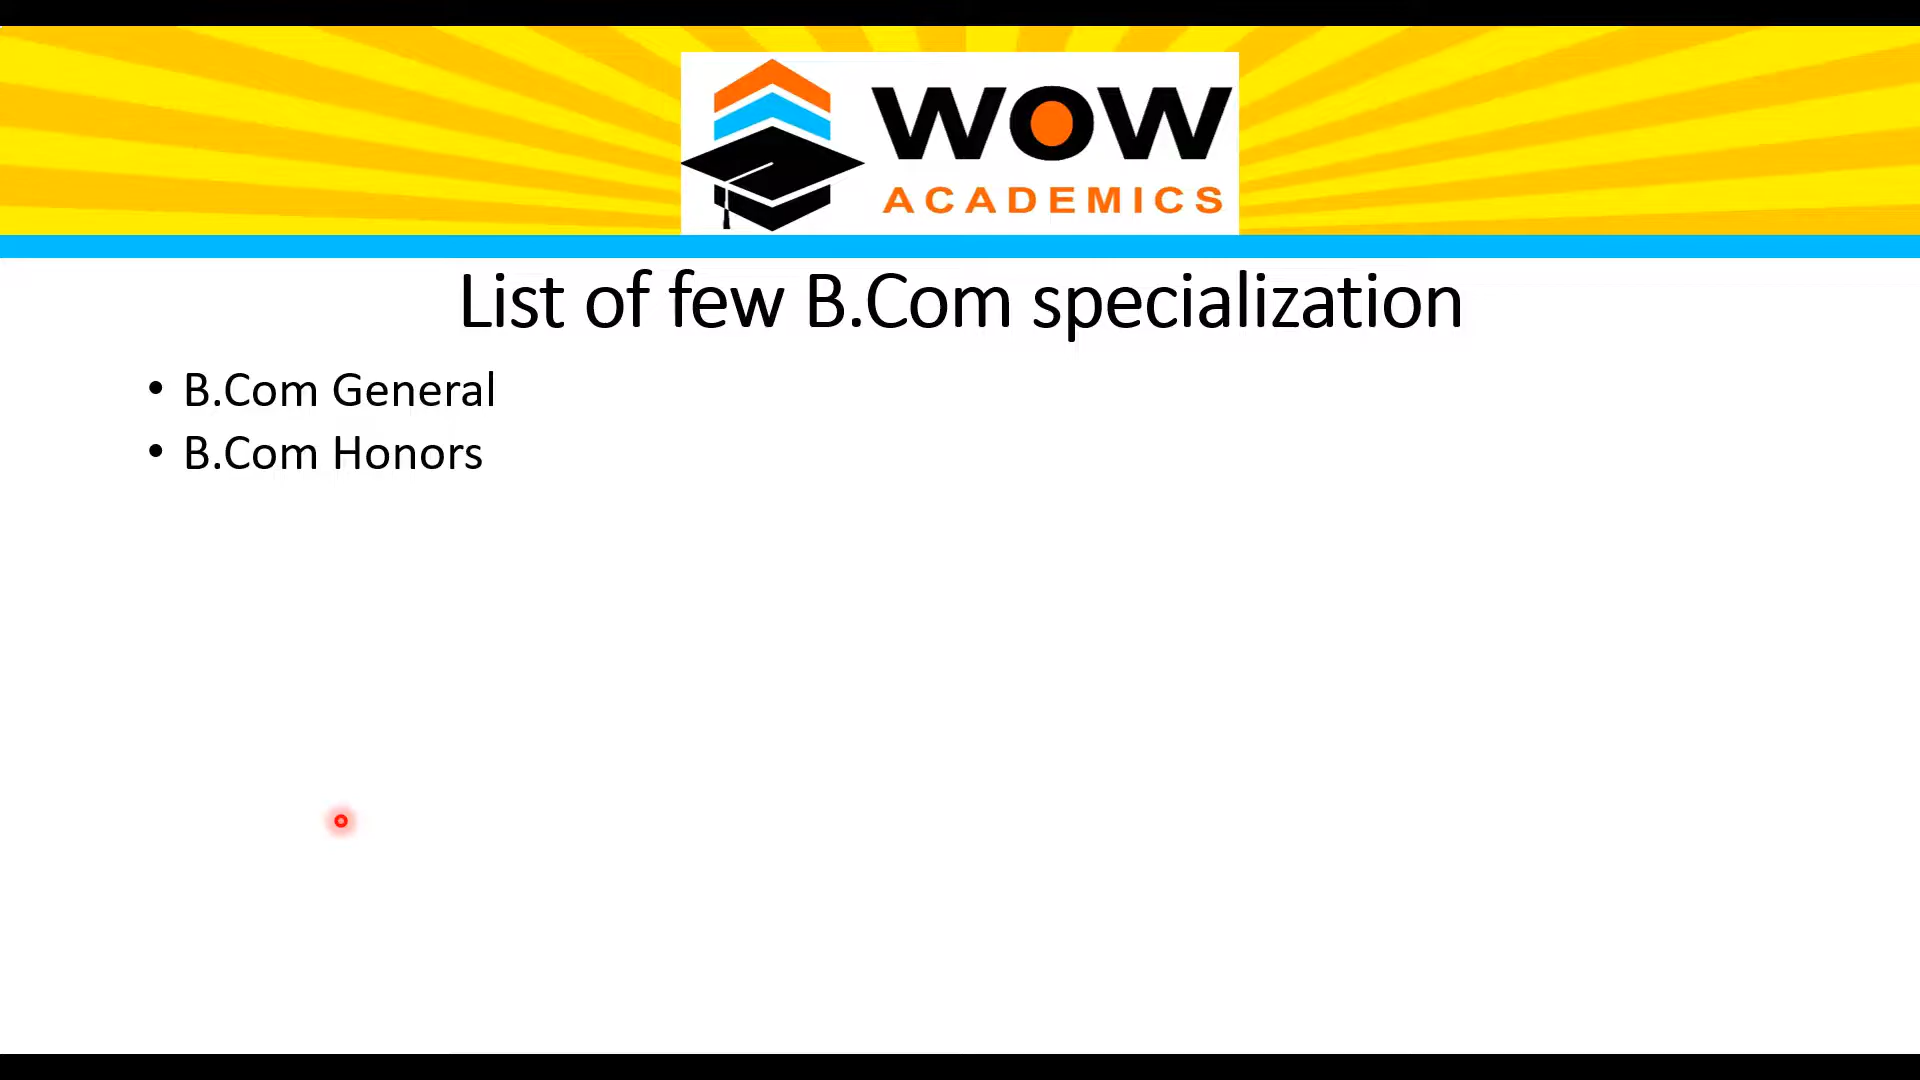 WOW
ACADEMICS
List of few B.Com specialization
• B.Com General
• B.Com Honors